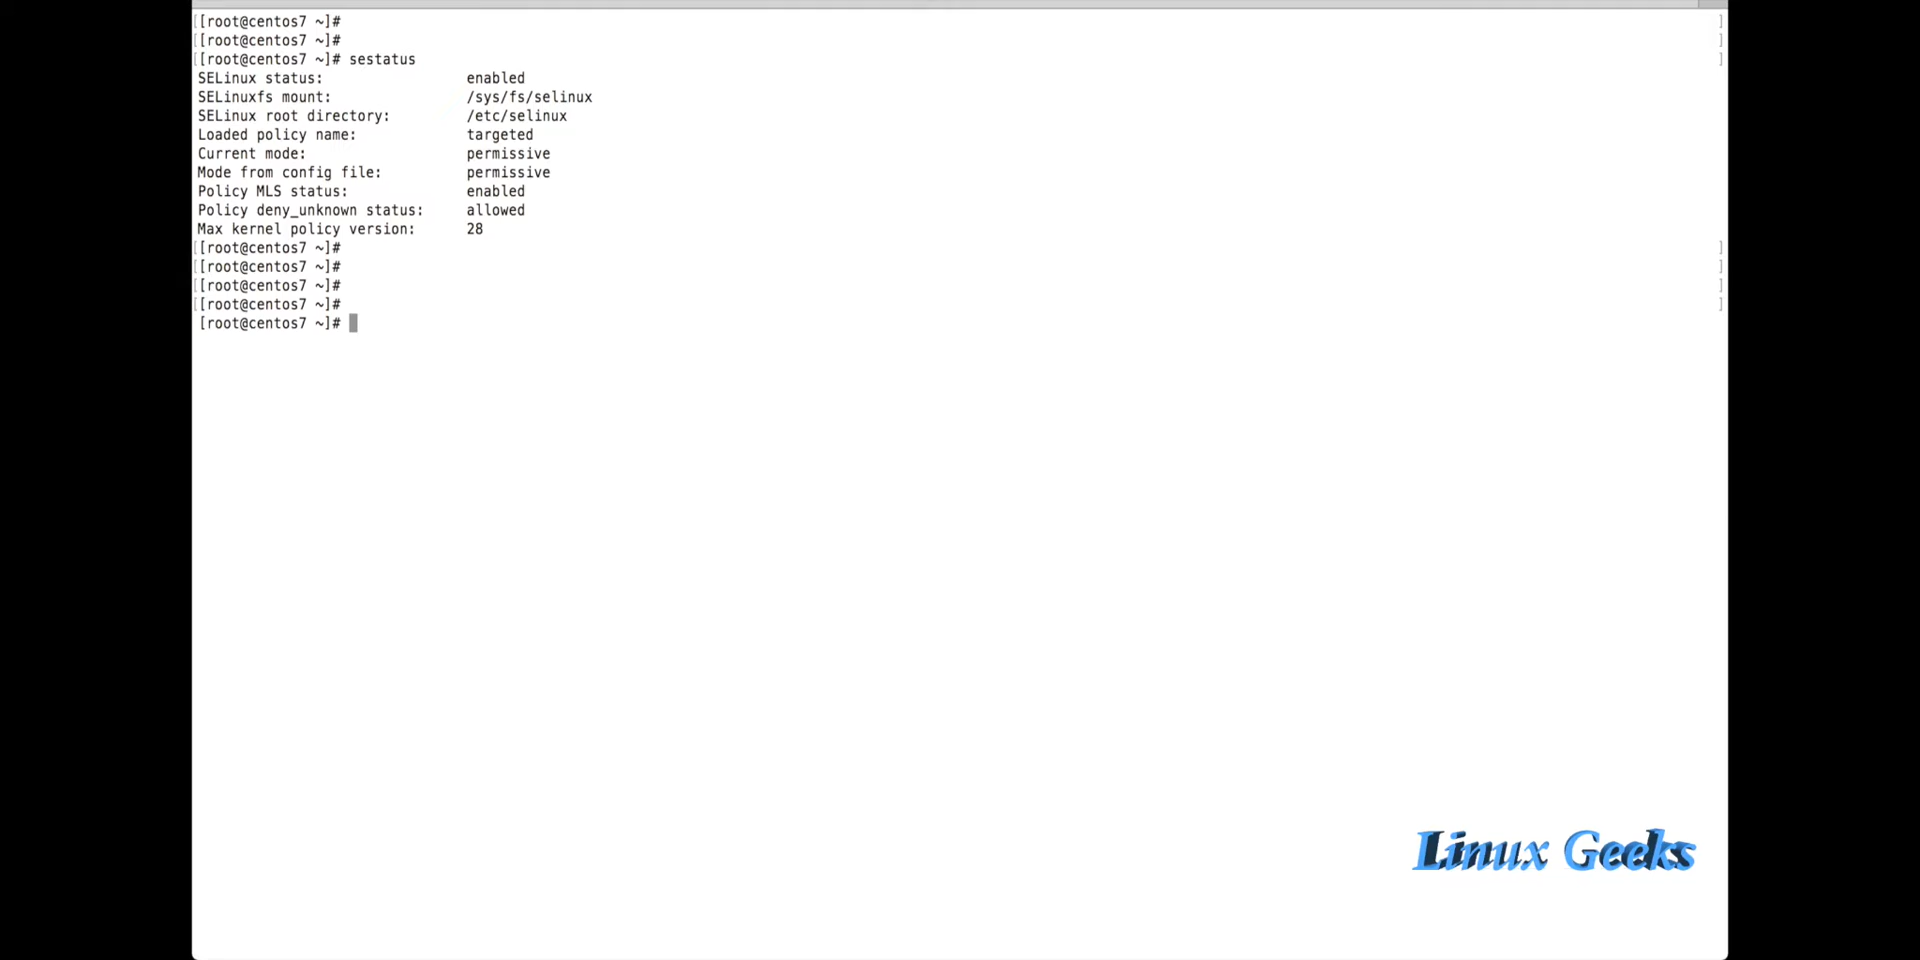 [[root@centos7 ~]# ]
[[root@centos7 ~]# ]
[[root@centos7 ~]# sestatus ]
SELinux status: enabled
SELinuxfs mount: /sys/fs/selinux
SELinux root directory: /etc/selinux
Loaded policy name: targeted
Current mode: permissive
Mode from config file: permissive
Policy MLS status: enabled
Policy deny_unknown status: allowed
Max kernel policy version: 28
[[root@centos7 ~]# ]
[[root@centos7 ~]# ]
[[root@centos7 ~]# ]
[[root@centos7 ~]# ]
[root@centos7 ~]#
Linux Geeks